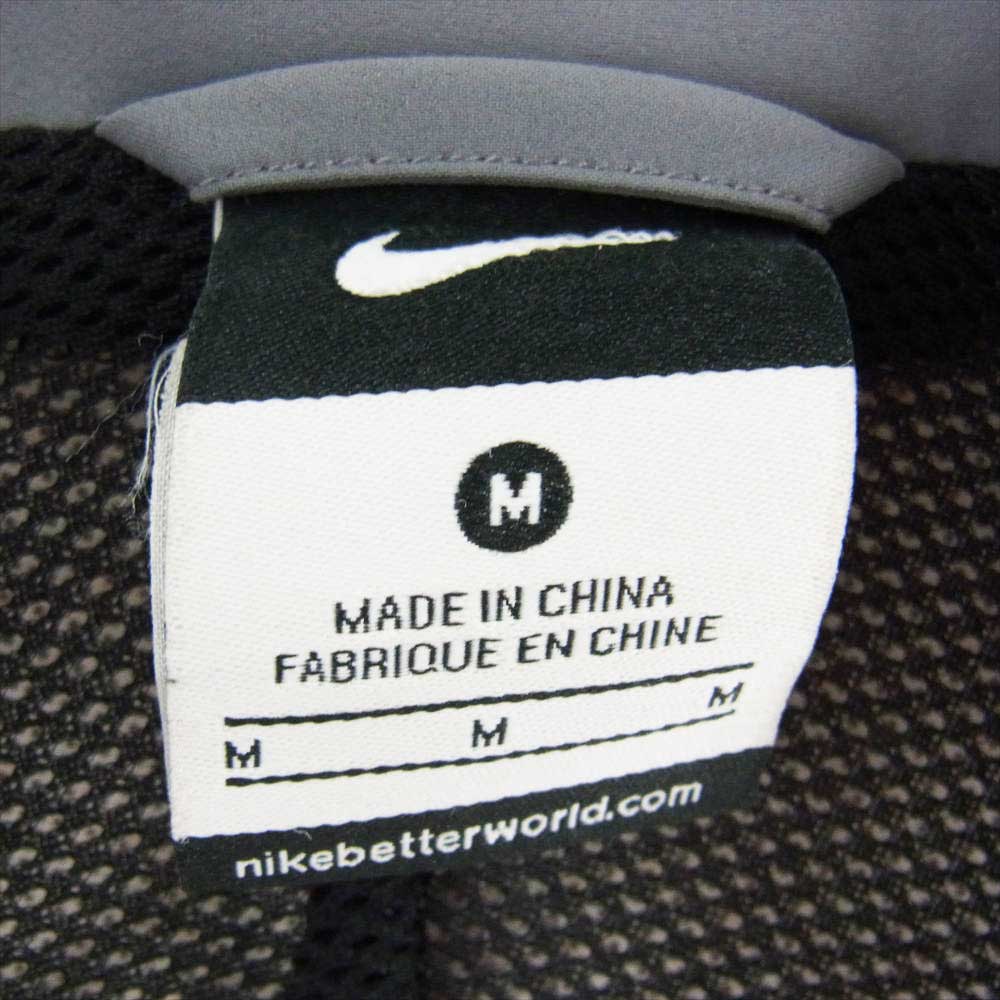 M
MADE IN CHINA
FABRIQUE EN CHINE
M M M
nikebetterworld.com